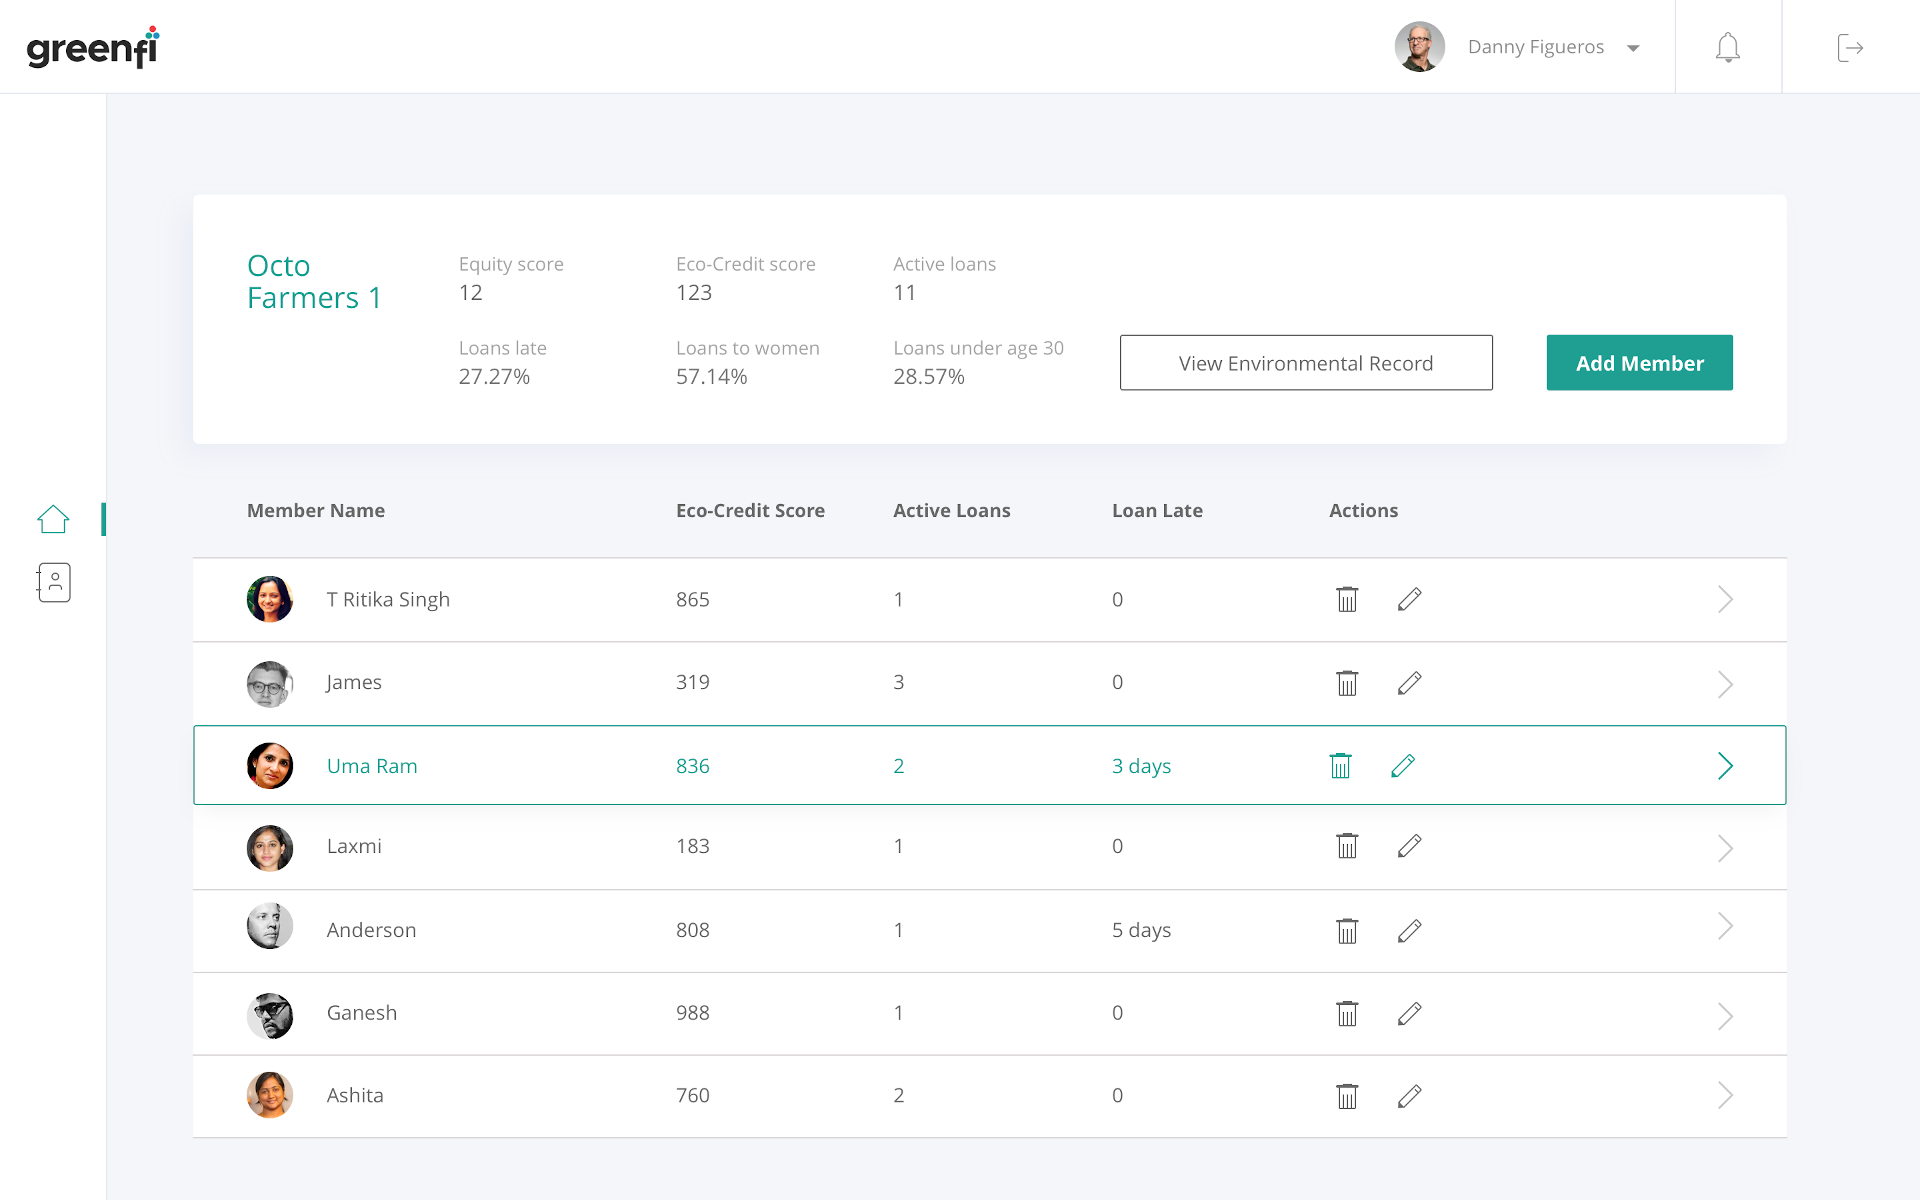 greenfi
Danny Figueros
Octo
Farmers 1
Equity score
12
Eco-Credit score
123
Active loans
11
Loans late
27.27%
Loans to women
57.14%
Loans under age 30
28.57%
View Environmental Record
Add Member
Member Name Eco-Credit Score Active Loans Loan Late Actions
T Ritika Singh 865 1 0
James 319 3 0
Uma Ram 836 2 3 days
Laxmi 183 1 0
Anderson 808 1 5 days
Ganesh 988 1 0
Ashita 760 2 0